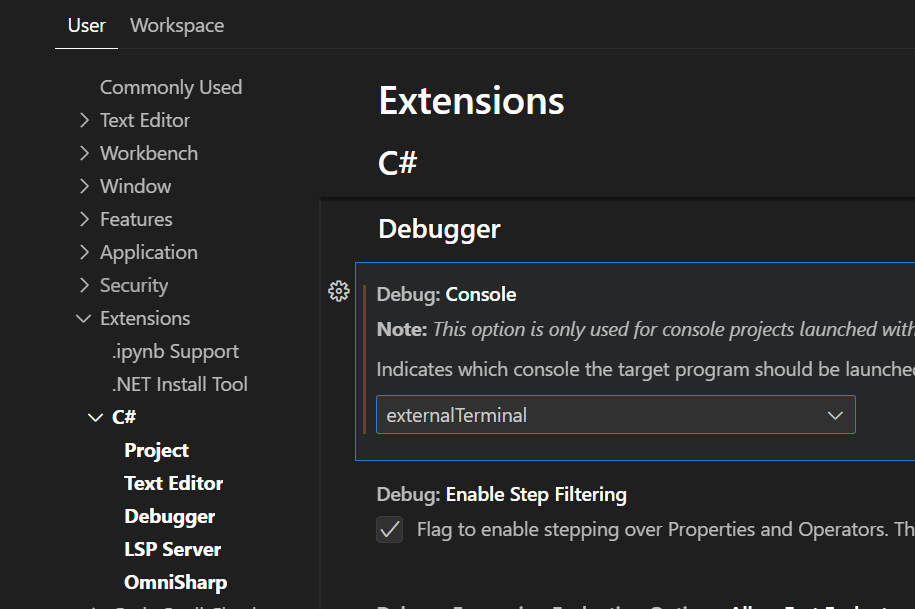 User Workspace
Commonly Used
Text Editor
Workbench
Window
Features
Application
Security
Extensions
.ipynb Support
.NET Install Tool
C#
Project
Text Editor
Debugger
LSP Server
OmniSharp
Extensions
C#
Debugger
Debug: Console
Note: This option is only used for console projects launched with
Indicates which console the target program should be launched
externalTerminal
Debug: Enable Step Filtering
Flag to enable stepping over Properties and Operators. Th